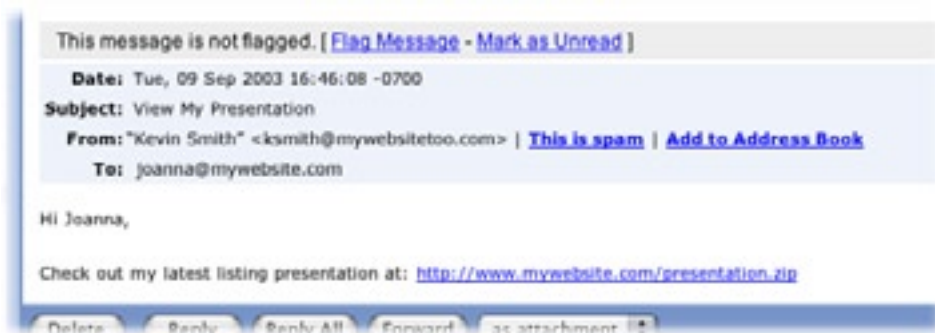 This message is not flagged. [ Flag Message - Mark as Unread ]
Date: Tue, 09 Sep 2003 16:46:08 -0700
Subject: View My Presentation
From: "Kevin Smith" <ksmith@mywebsitetoo.com> | This is spam | Add to Address Book
To: joanna@mywebsite.com
Hi Joanna,
Check out my latest listing presentation at: http://www.mywebsite.com/presentation.zip
Delete Reply Reply All Forward as attachment